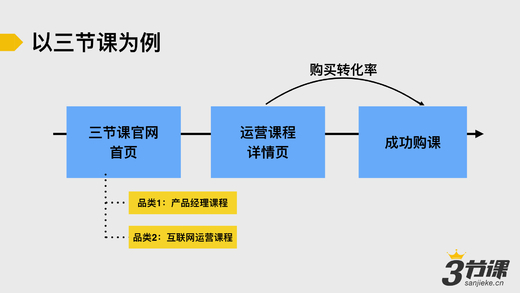 以三节课为例
购买转化率
三节课官网
首页
运营课程
详情页
成功购课
品类1：产品经理课程
品类2：互联网运营课程
3节课
sanjieke.cn